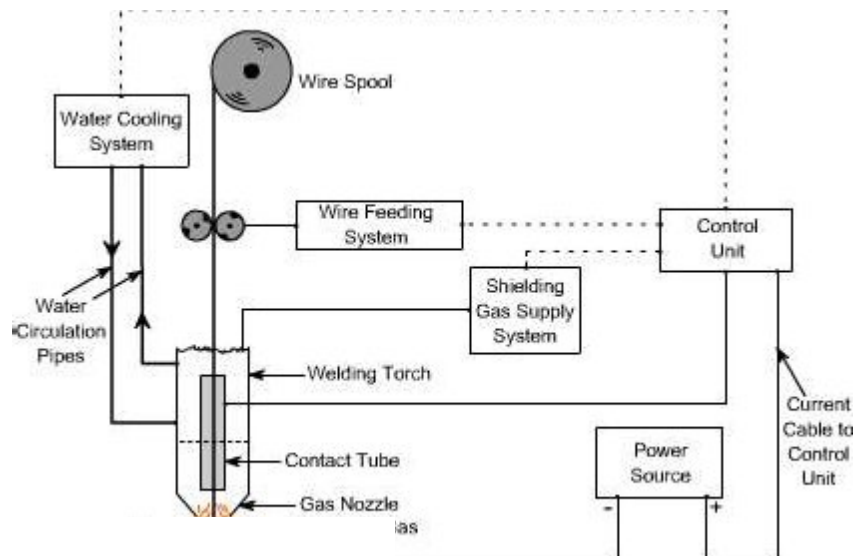 Wire Spool
Water Cooling
System
Wire Feeding
System
Control
Unit
Shielding
Gas Supply
System
Water
Circulation
Pipes
Welding Torch
Current
Cable to
Control
Unit
Power
Source
- +
Contact Tube
Gas Nozzle